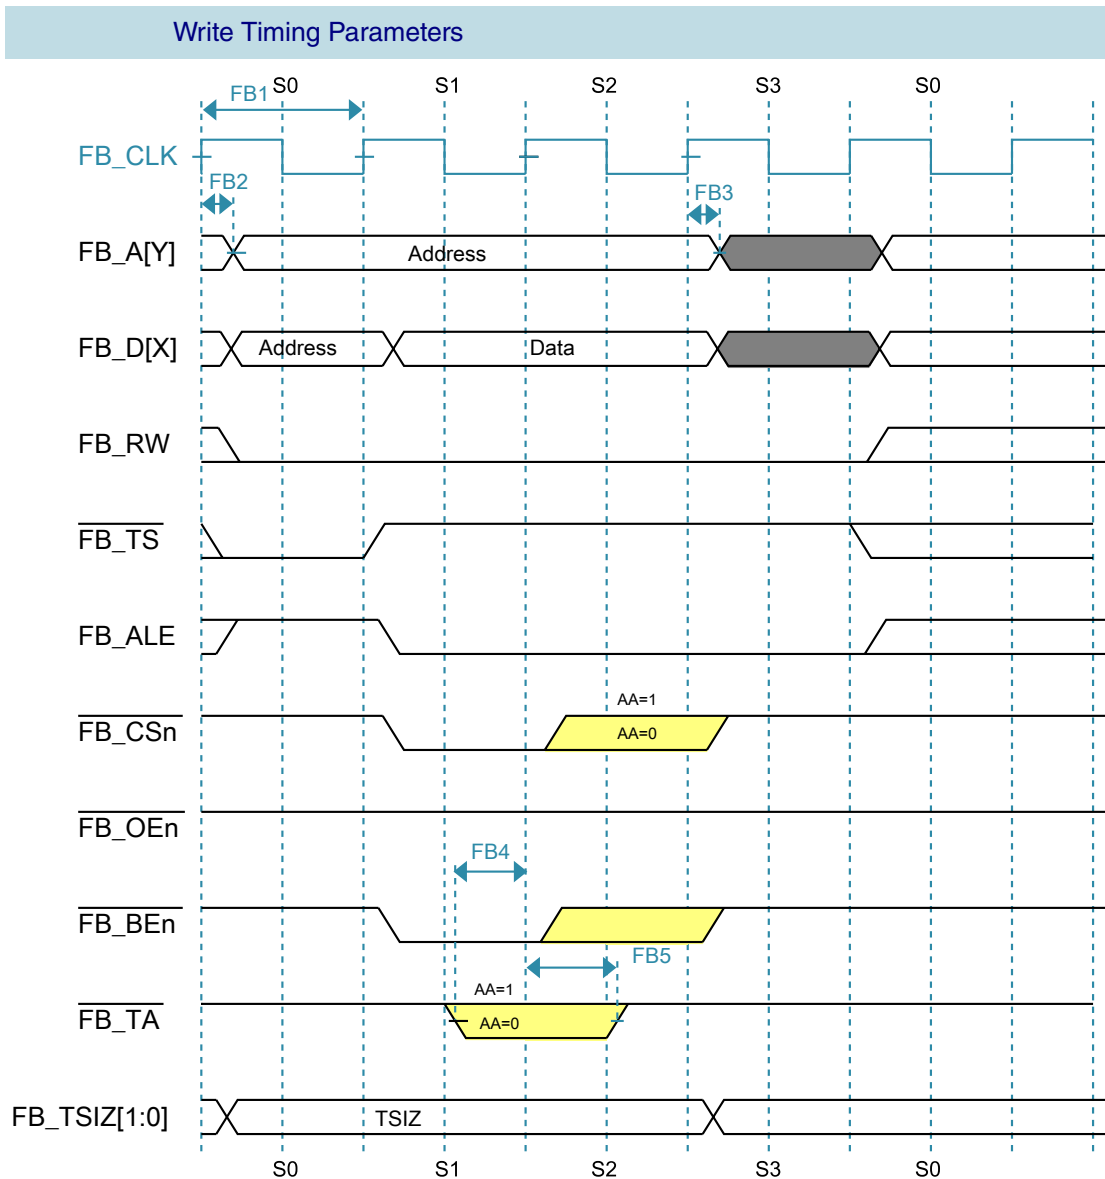 Write Timing Parameters
S0 S1 S2 S3 S0
FB1
FB_CLK
FB2 FB3
FB_A[Y] Address
FB_D[X] Address Data
FB_RW
FB_TS
FB_ALE
AA=1
FB_CSn AA=0
FB_OEn
FB4
FB_BEn
FB5
AA=1
FB_TA AA=0
FB_TSIZ[1:0] TSIZ
S0 S1 S2 S3 S0